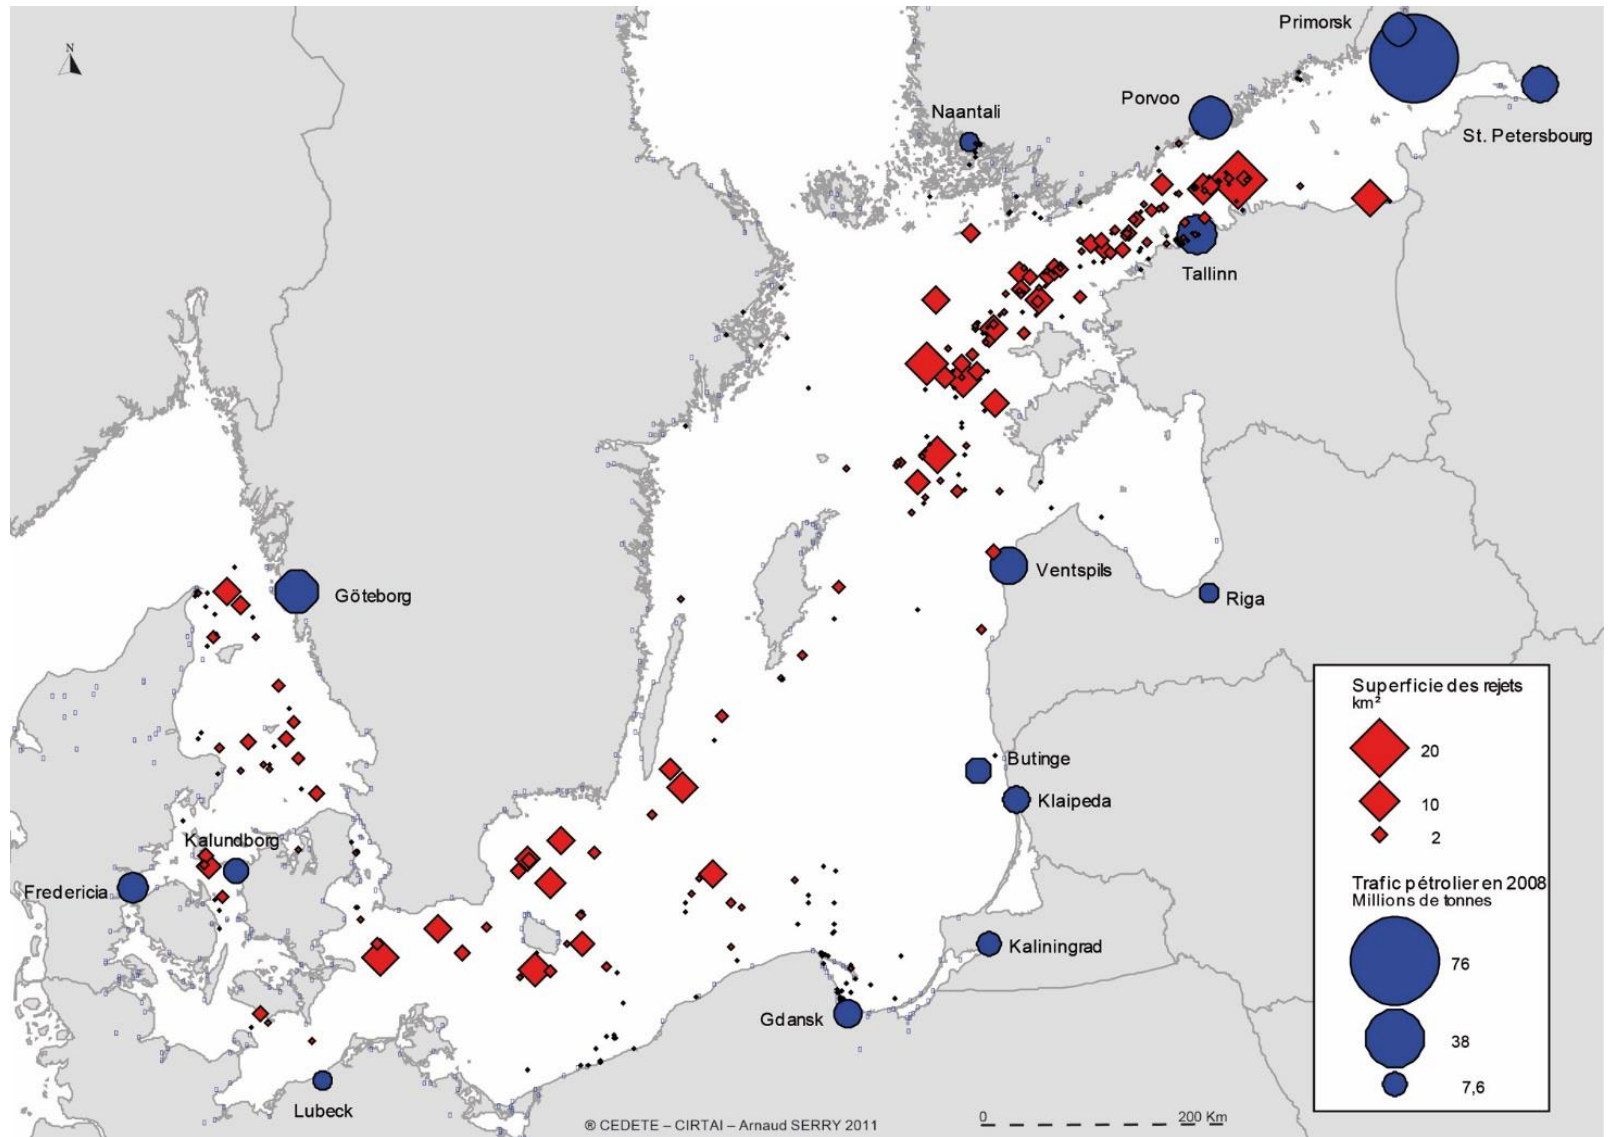 Primorsk
N
Porvoo
Naantali
St. Petersbourg
Tallinn
Göteborg
Ventspils
Riga
Superficie des rejets
km²
20
10
2
Butinge
Klaipeda
Kalundborg
Fredericia
Trafic pétrolier en 2008
Millions de tonnes
76
38
7,6
Kaliningrad
Gdansk
Lubeck
® CEDETE – CIRTAI – Arnaud SERRY 2011
0 200 Km